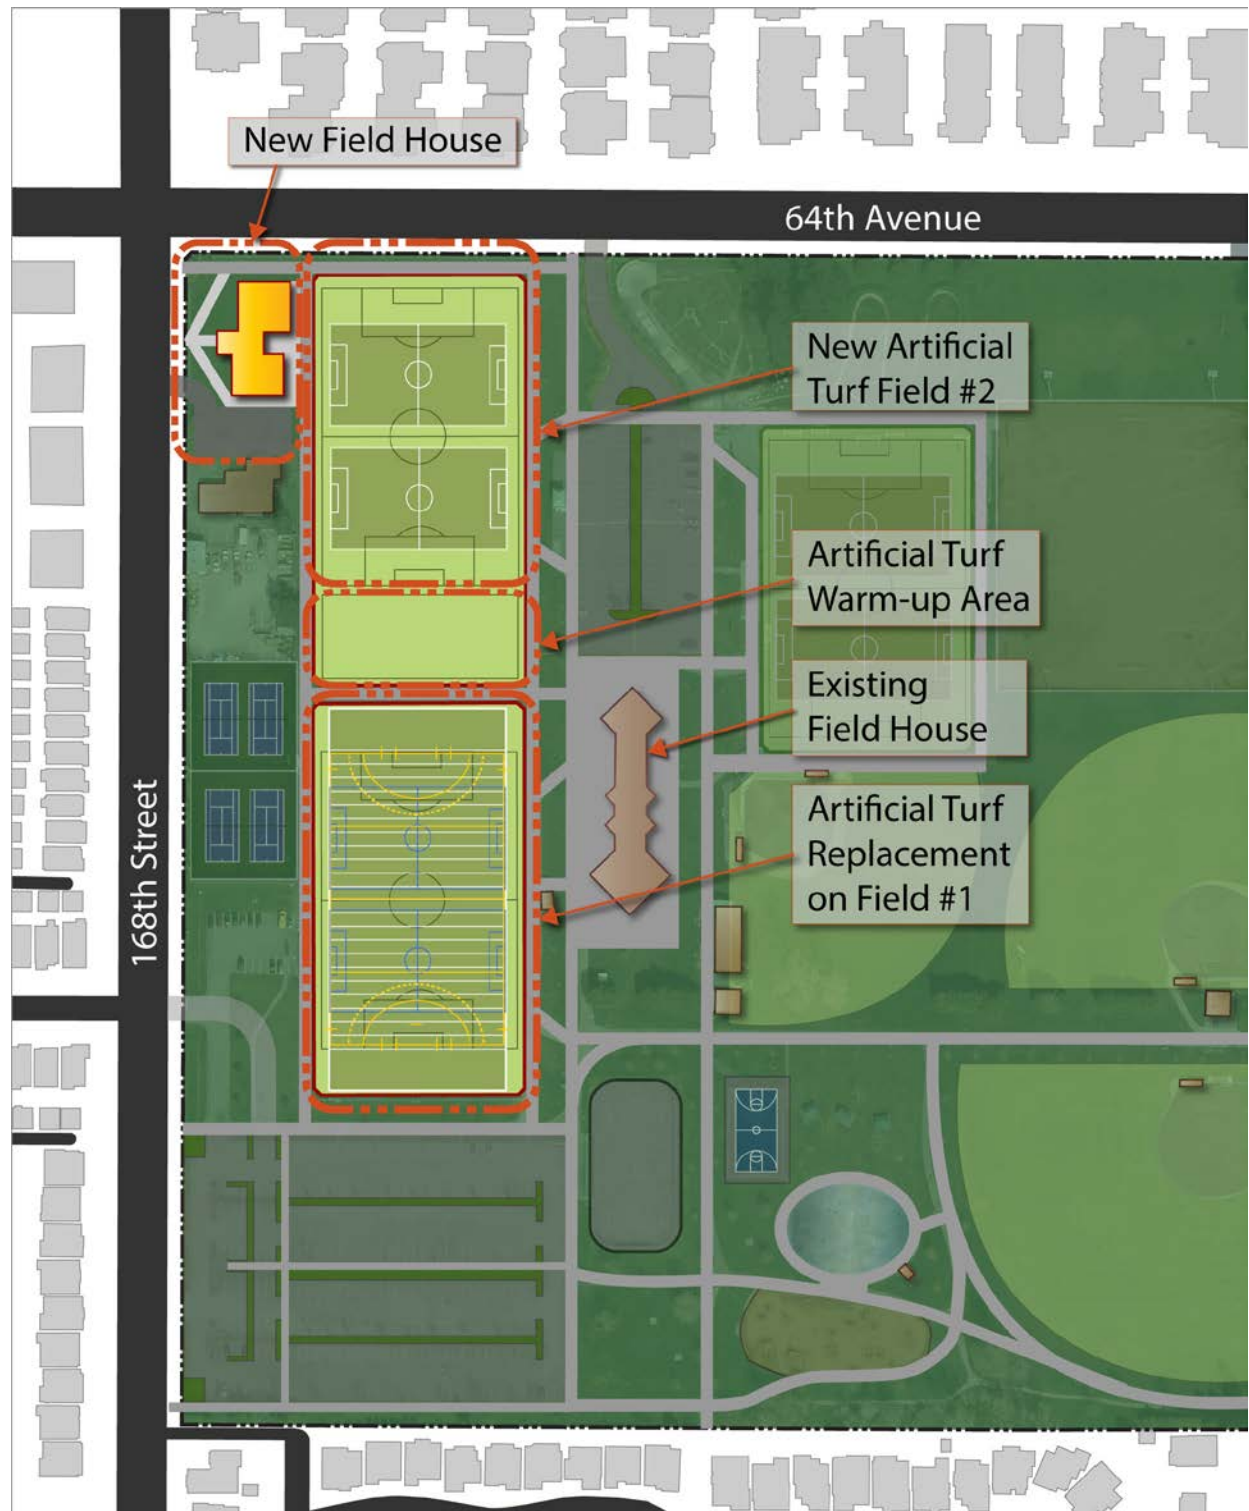 New Field House
64th Avenue
New Artificial
Turf Field #2
Artificial Turf
Warm-up Area
Existing
Field House
Artificial Turf
Replacement
on Field #1
168th Street